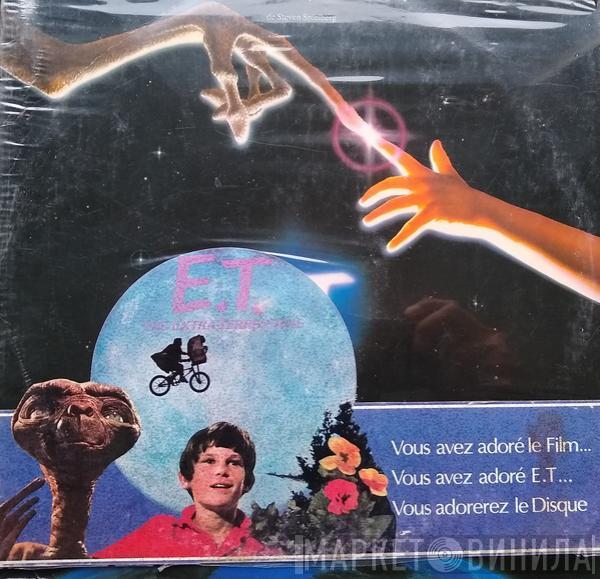 de Steven Spielberg
E.T.
THE EXTRA-TERRESTRIAL
Vous avez adoré le Film...
Vous avez adoré E.T...
Vous adorerez le Disque
МАРКЕТ ВИНИЛА